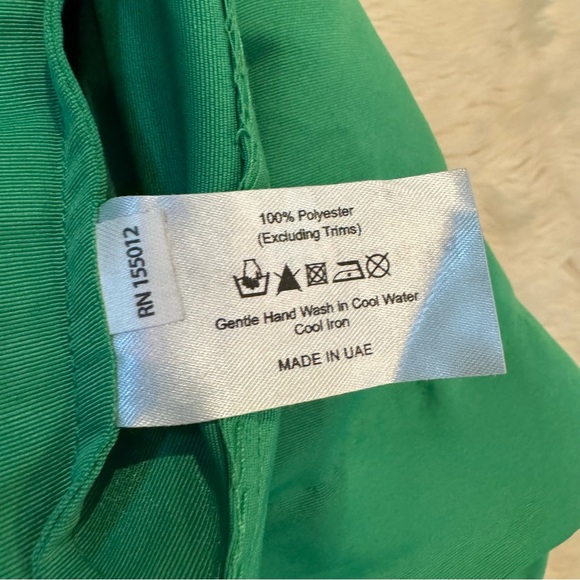 RN 155012
100% Polyester
(Excluding Trims)
Gentle Hand Wash in Cool Water
Cool Iron
MADE IN UAE